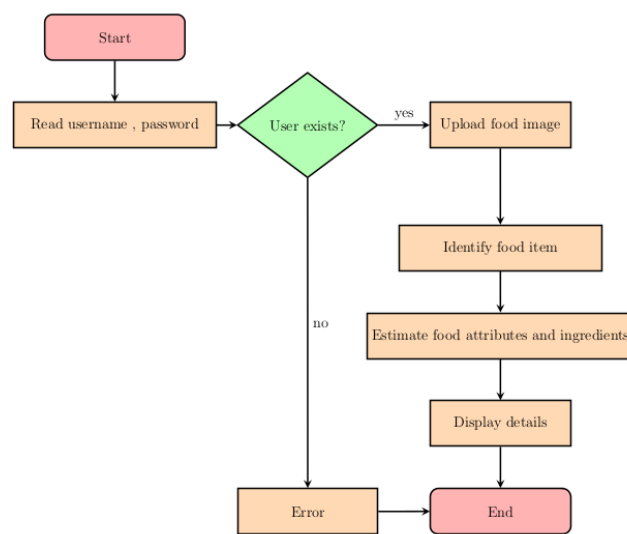 Start
Read username , password
User exists?
yes
Upload food image
Identify food item
no
Estimate food attributes and ingredients
Display details
Error
End